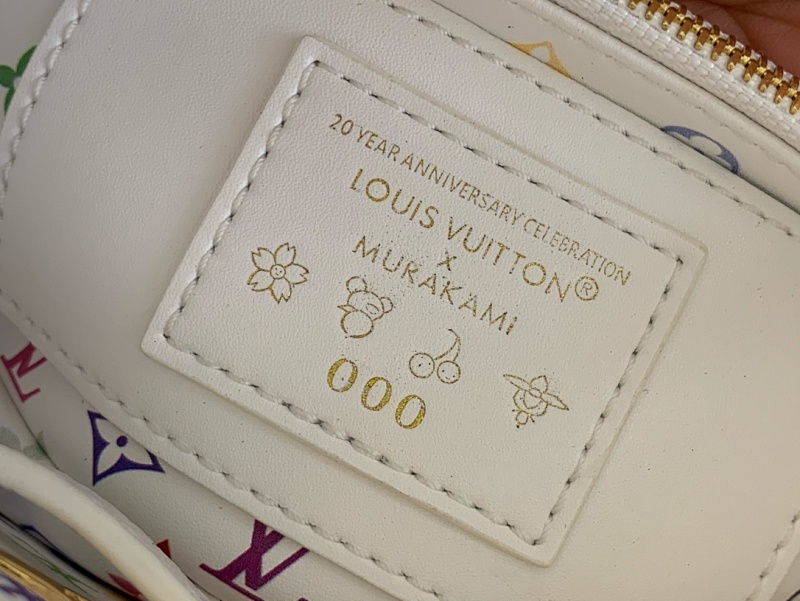 20 YEAR ANNIVERSARY CELEBRATION
LOUIS VUITTON®
x
MURAKAMi
000